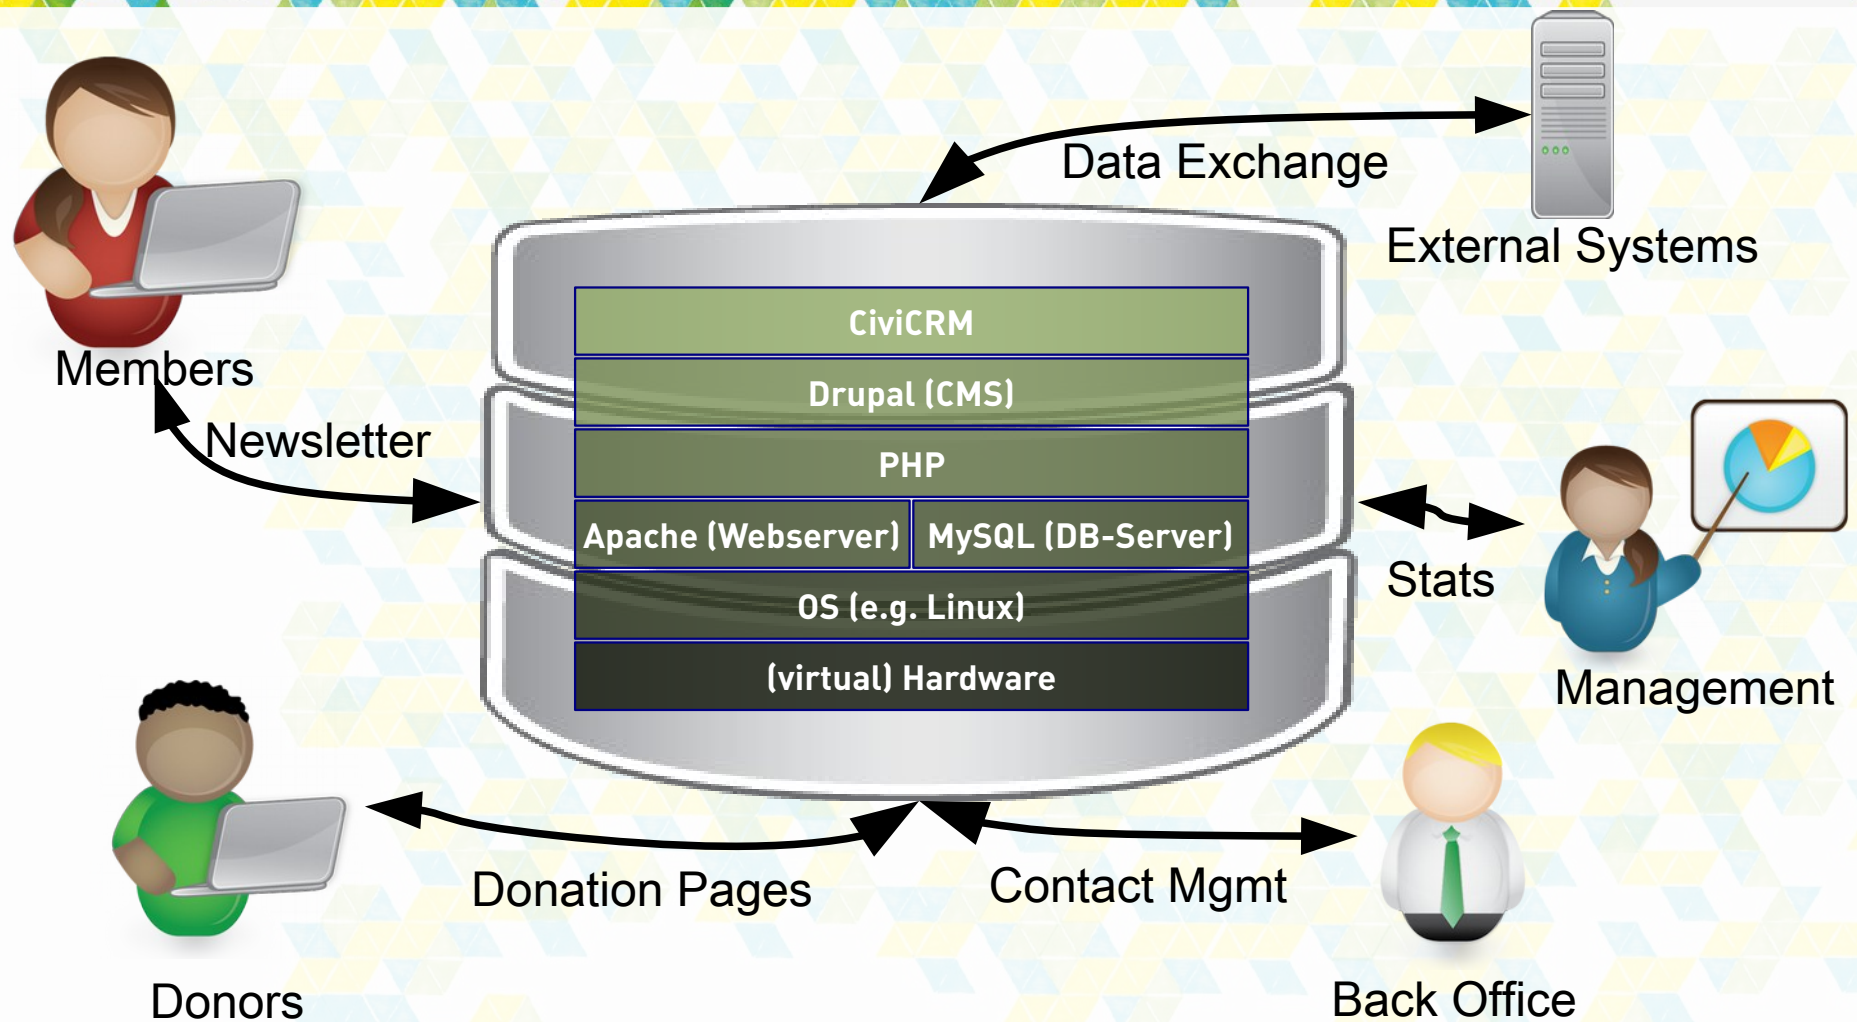 Data Exchange
External Systems
Members
Newsletter
CiviCRM
Drupal (CMS)
PHP
Apache (Webserver)
MySQL (DB-Server)
OS (e.g. Linux)
(virtual) Hardware
Stats
Management
Donation Pages
Contact Mgmt
Donors
Back Office